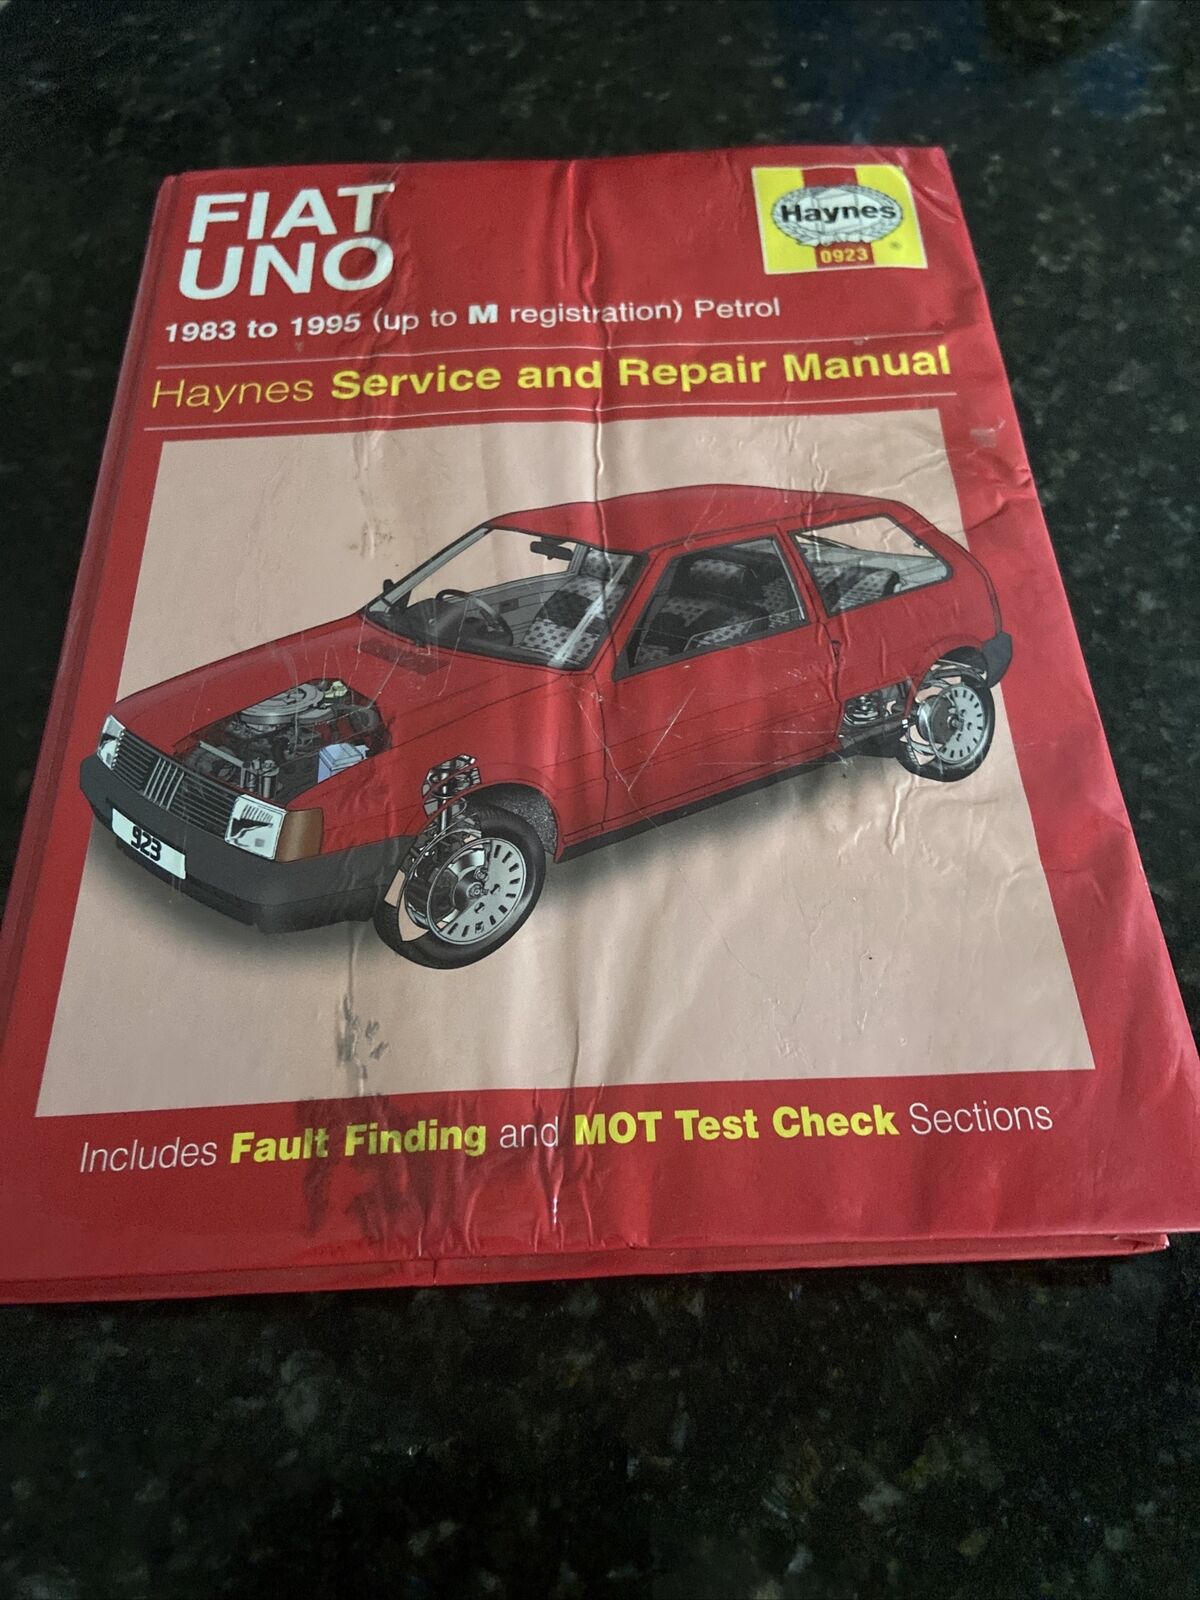 FIAT
UNO
Haynes
0923
®
1983 to 1995 (up to M registration) Petrol
Haynes Service and Repair Manual
923
Includes Fault Finding and MOT Test Check Sections